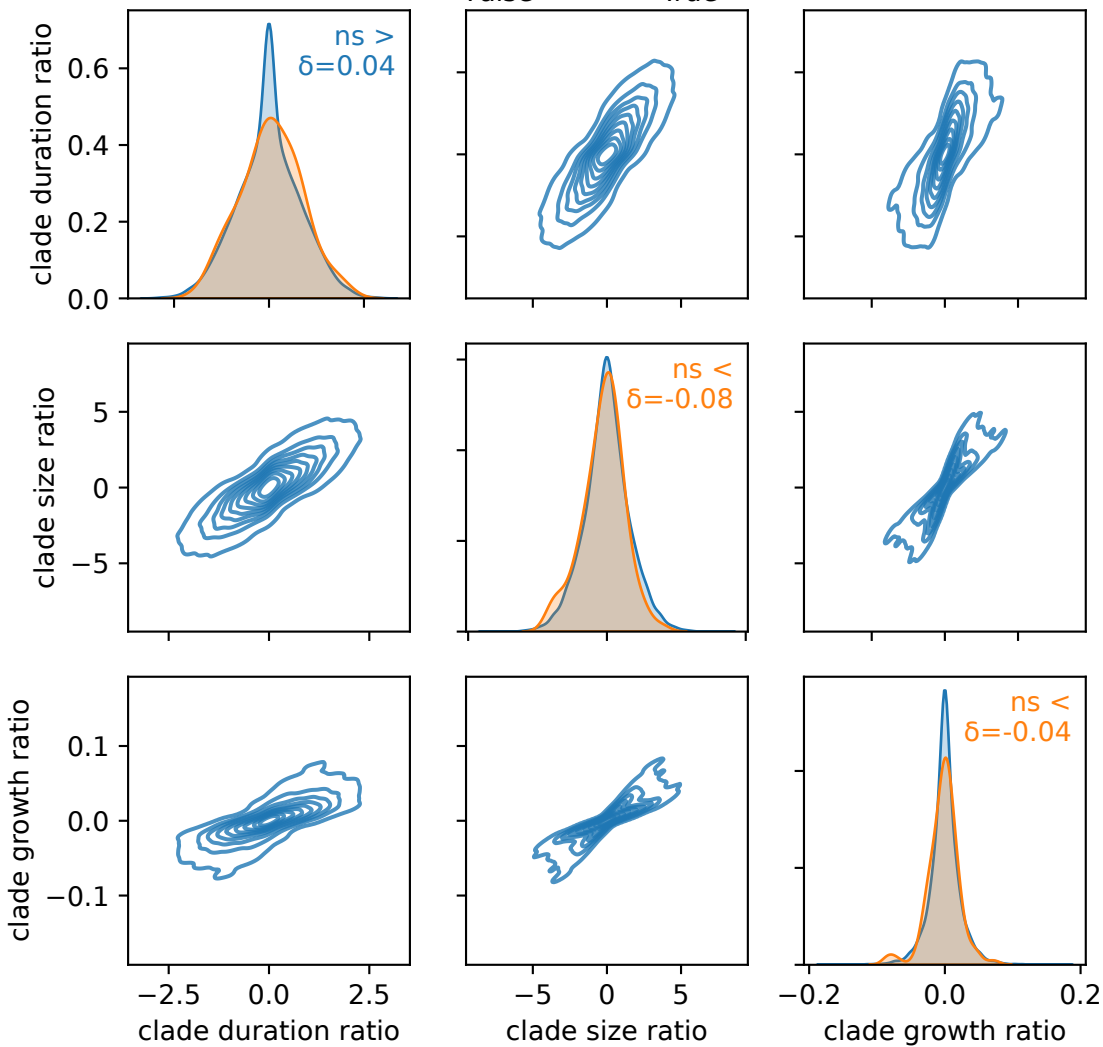 clade duration ratio
0.6
0.4
0.2
0.0
ns >
δ=0.04
clade size ratio
5
0
−5
ns <
δ=-0.08
clade growth ratio
0.1
0.0
−0.1
ns <
δ=-0.04
−2.5 0.0 2.5
clade duration ratio
−5 0 5
clade size ratio
−0.2 0.0 0.2
clade growth ratio